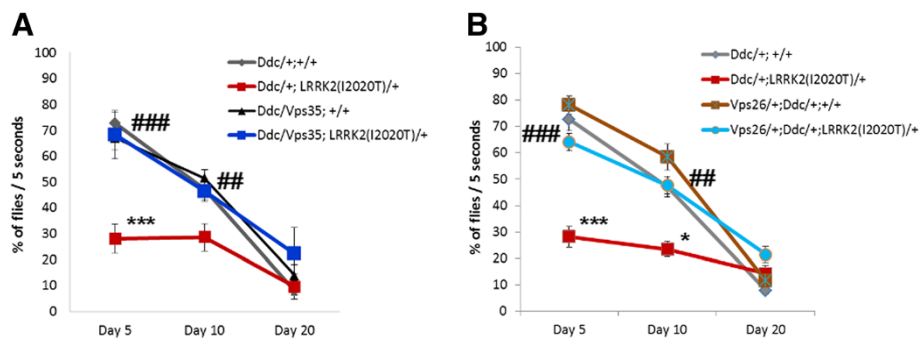 A
% of flies / 5 seconds
100
90
80
70
60
50
40
30
20
10
0
Day 5
Day 10
Day 20
Ddc/+;+/+
Ddc/+; LRRK2(I2020T)/+
Ddc/Vps35; +/+
Ddc/Vps35; LRRK2(I2020T)/+
###
##
***
B
% of flies / 5 seconds
100
90
80
70
60
50
40
30
20
10
0
Day 5
Day 10
Day 20
Ddc/+; +/+
Ddc/+;LRRK2(I2020T)/+
Vps26/+;Ddc/+;+/+
Vps26/+;Ddc/+;LRRK2(I2020T)/+
###
##
***
*